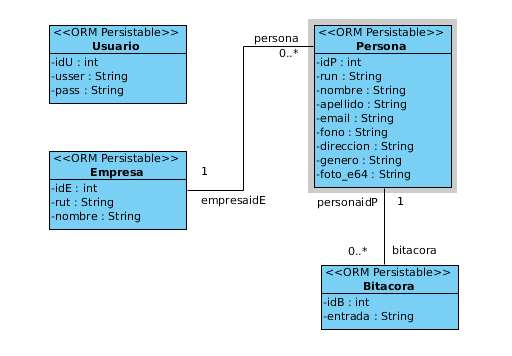 <<ORM Persistable>>
Usuario
-idU : int
-usser : String
-pass : String
persona
0..*
<<ORM Persistable>>
Persona
-idP : int
-run : String
-nombre : String
-apellido : String
-email : String
-fono : String
-direccion : String
-genero : String
-foto_e64 : String
<<ORM Persistable>>
Empresa
-idE : int
-rut : String
-nombre : String
1
empresaidE
personaidP
1
0..*
bitacora
<<ORM Persistable>>
Bitacora
-idB : int
-entrada : String